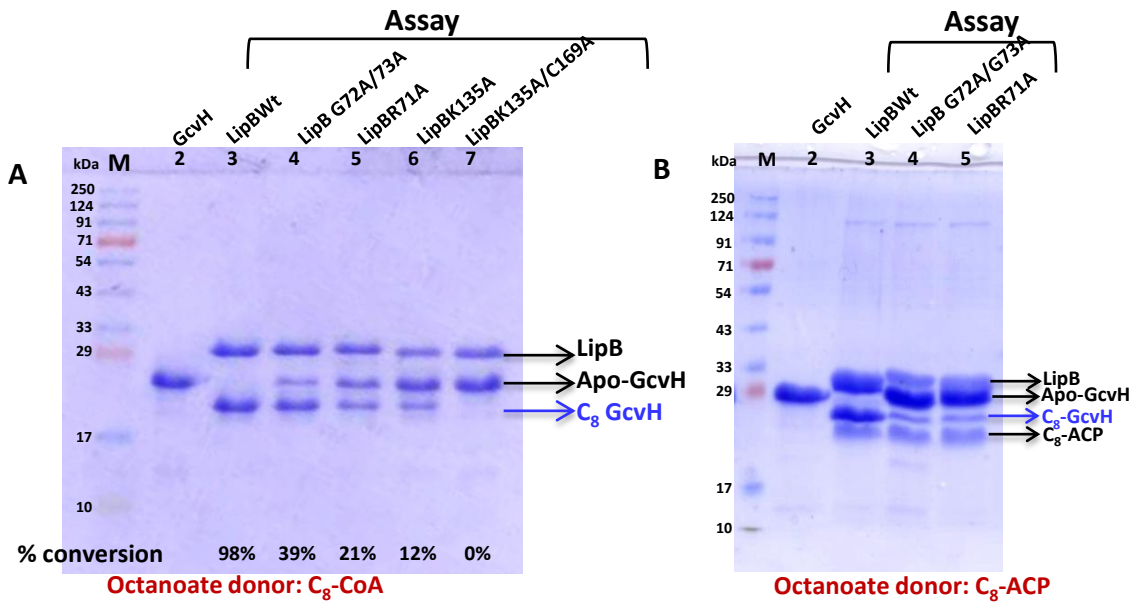 Assay
GcvH
LipBWt
LipB G72A/73A
LipBR71A
LipBK135A
LipBK135A/C169A
A
kDa
M
2 3 4 5 6 7
250
124
91
71
54
43
33
29
17
10
LipB
Apo-GcvH
C₈ GcvH
% conversion 98% 39% 21% 12% 0%
Octanoate donor: C₈-CoA
Assay
GcvH
LipBWt
LipB G72A/G73A
LipBR71A
B
kDa
M
2 3 4 5
250
124
91
71
54
43
33
29
17
10
LipB
Apo-GcvH
C₈-GcvH
C₈-ACP
Octanoate donor: C₈-ACP